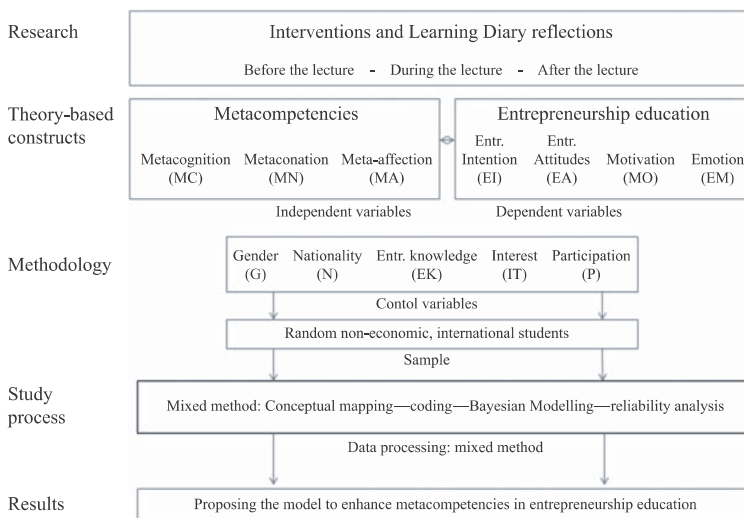 Research
Interventions and Learning Diary reflections
Before the lecture - During the lecture - After the lecture
Theory-based
constructs
Metacompetencies
Metacognition Metaconation Meta-affection
(MC) (MN) (MA)
Entrepreneurship education
Entr. Entr.
Intention Attitudes Motivation Emotion
(EI) (EA) (MO) (EM)
Independent variables Dependent variables
Methodology
Gender Nationality Entr. knowledge Interest Participation
(G) (N) (EK) (IT) (P)
Contol variables
Random non-economic, international students
Sample
Study
process
Mixed method: Conceptual mapping—coding—Bayesian Modelling—reliability analysis
Data processing: mixed method
Results
Proposing the model to enhance metacompetencies in entrepreneurship education